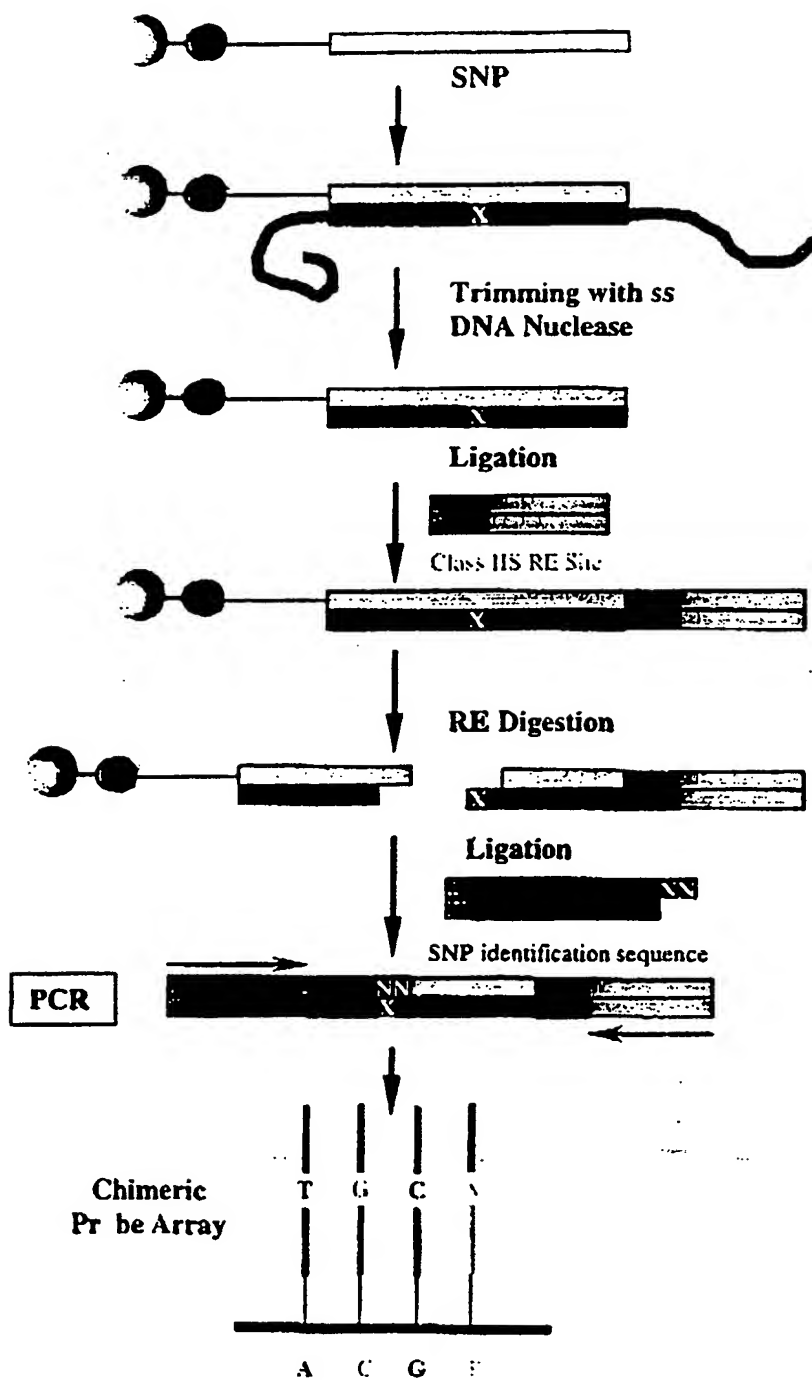 SNP
X
Trimming with ss
DNA Nuclease
X
Ligation
Class IIS RE Site
X
RE Digestion
X
Ligation
NN
SNP identification sequence
PCR
NN
X
Chimeric
Pr be Array
T G C
A C G